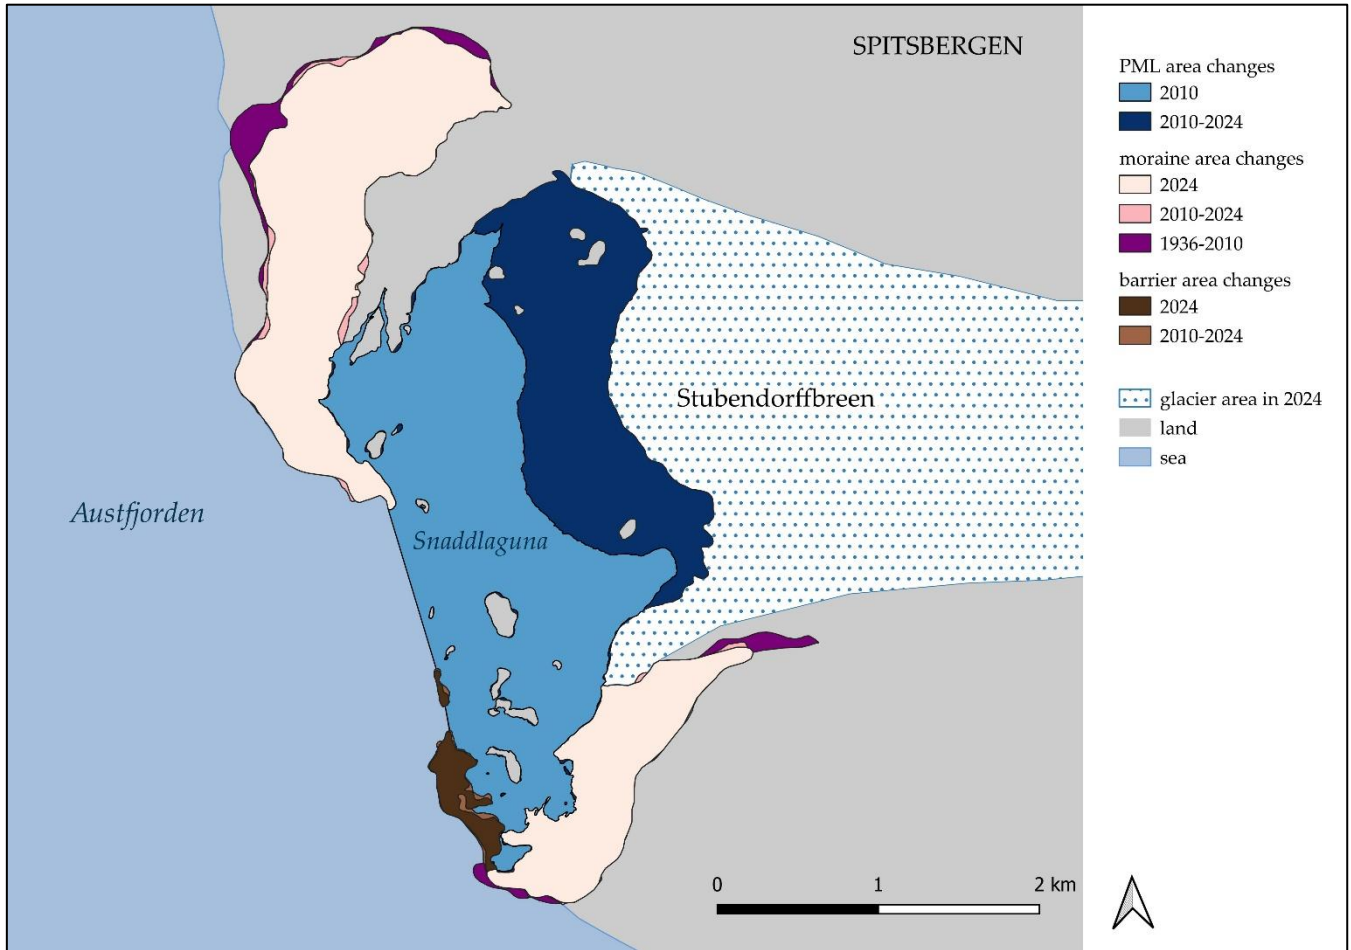 SPITSBERGEN
Stubendorffbreen
Austfjorden
Snaddlaguna
0 1 2 km
PML area changes
2010
2010-2024
moraine area changes
2024
2010-2024
1936-2010
barrier area changes
2024
2010-2024
glacier area in 2024
land
sea